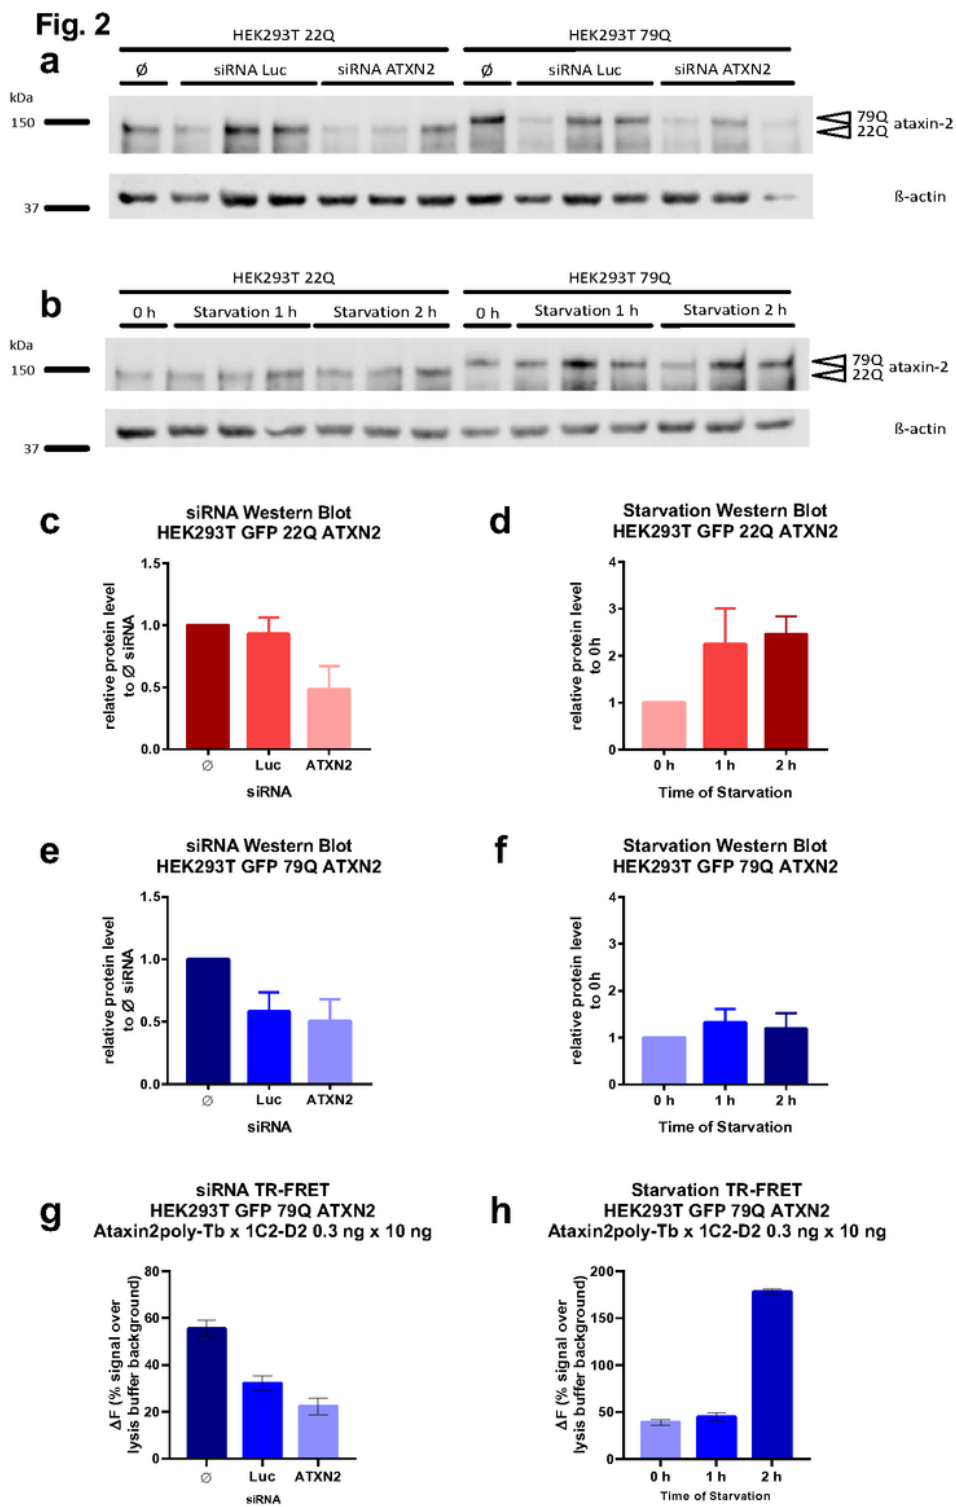 Fig. 2
a
HEK293T 22Q
HEK293T 79Q
Ø
siRNA Luc
siRNA ATXN2
Ø
siRNA Luc
siRNA ATXN2
kDa
150
79Q
22Q
ataxin-2
37
ß-actin
b
HEK293T 22Q
HEK293T 79Q
0 h
Starvation 1 h
Starvation 2 h
0 h
Starvation 1 h
Starvation 2 h
kDa
150
79Q
22Q
ataxin-2
37
ß-actin
c
siRNA Western Blot
HEK293T GFP 22Q ATXN2
relative protein level
to Ø siRNA
1.5
1.0
0.5
0.0
Ø
Luc
ATXN2
siRNA
d
Starvation Western Blot
HEK293T GFP 22Q ATXN2
relative protein level
to 0h
4
3
2
1
0
0 h
1 h
2 h
Time of Starvation
e
siRNA Western Blot
HEK293T GFP 79Q ATXN2
relative protein level
to Ø siRNA
1.5
1.0
0.5
0.0
Ø
Luc
ATXN2
siRNA
f
Starvation Western Blot
HEK293T GFP 79Q ATXN2
relative protein level
to 0h
4
3
2
1
0
0 h
1 h
2 h
Time of Starvation
g
siRNA TR-FRET
HEK293T GFP 79Q ATXN2
Ataxin2poly-Tb x 1C2-D2 0.3 ng x 10 ng
ΔF (% signal over
lysis buffer background)
80
60
40
20
0
Ø
Luc
ATXN2
siRNA
h
Starvation TR-FRET
HEK293T GFP 79Q ATXN2
Ataxin2poly-Tb x 1C2-D2 0.3 ng x 10 ng
ΔF (% signal over
lysis buffer background)
200
150
100
50
0
0 h
1 h
2 h
Time of Starvation